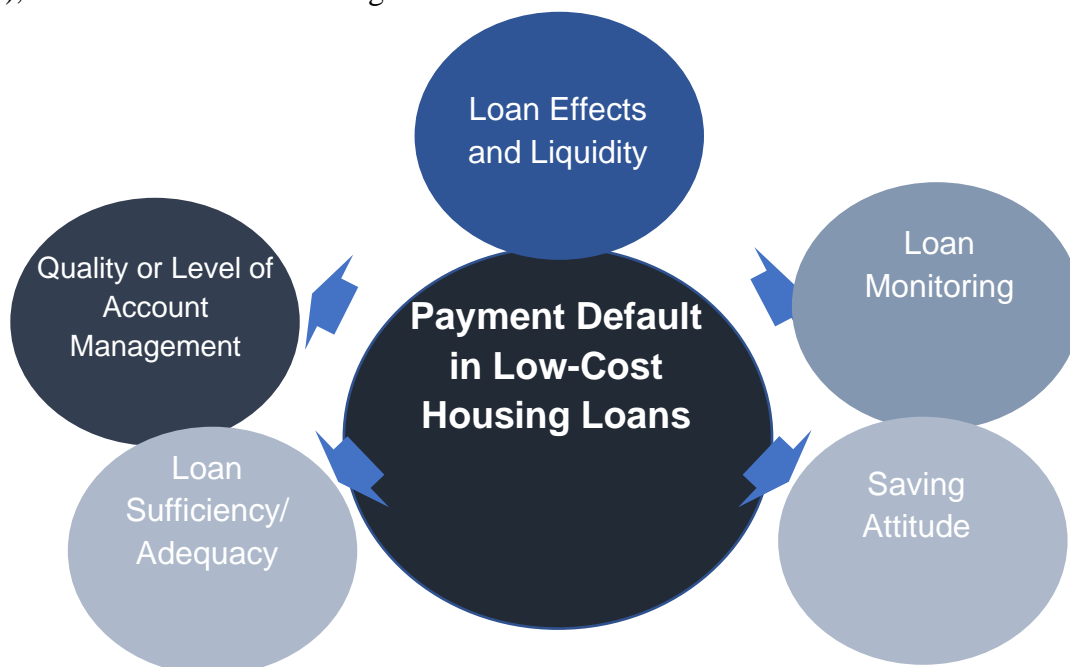 Loan Effects
and Liquidity
Quality or Level of
Account
Management
Loan
Monitoring
Payment Default
in Low-Cost
Housing Loans
Loan
Sufficiency/
Adequacy
Saving
Attitude